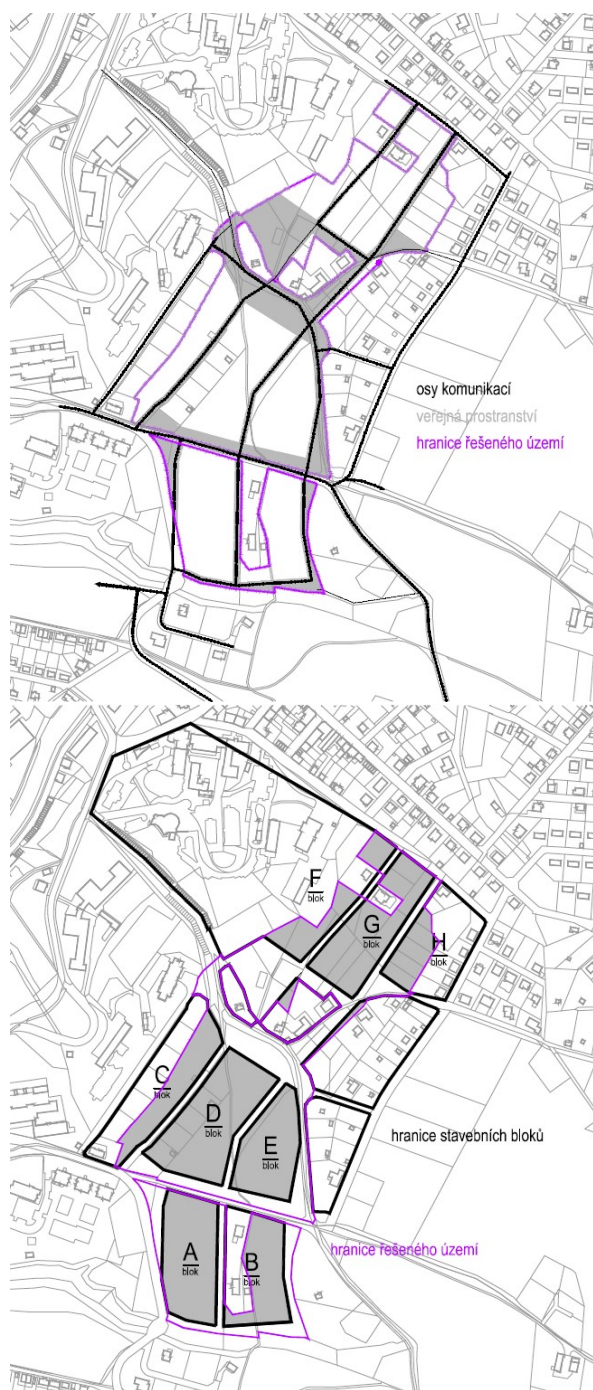 osy komunikací
verejná prostranství
hranice řešeného území
F
blok
G
blok
H
blok
C
blok
D
blok
E
blok
hranice stavebních bloků
A
blok
B
blok
hranice řešeného území